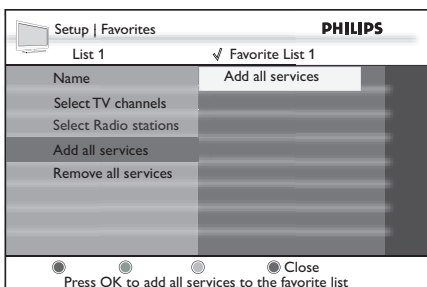 Setup | Favorites PHILIPS
List 1 √ Favorite List 1
Name Add all services
Select TV channels
Select Radio stations
Add all services
Remove all services
Close
Press OK to add all services to the favorite list